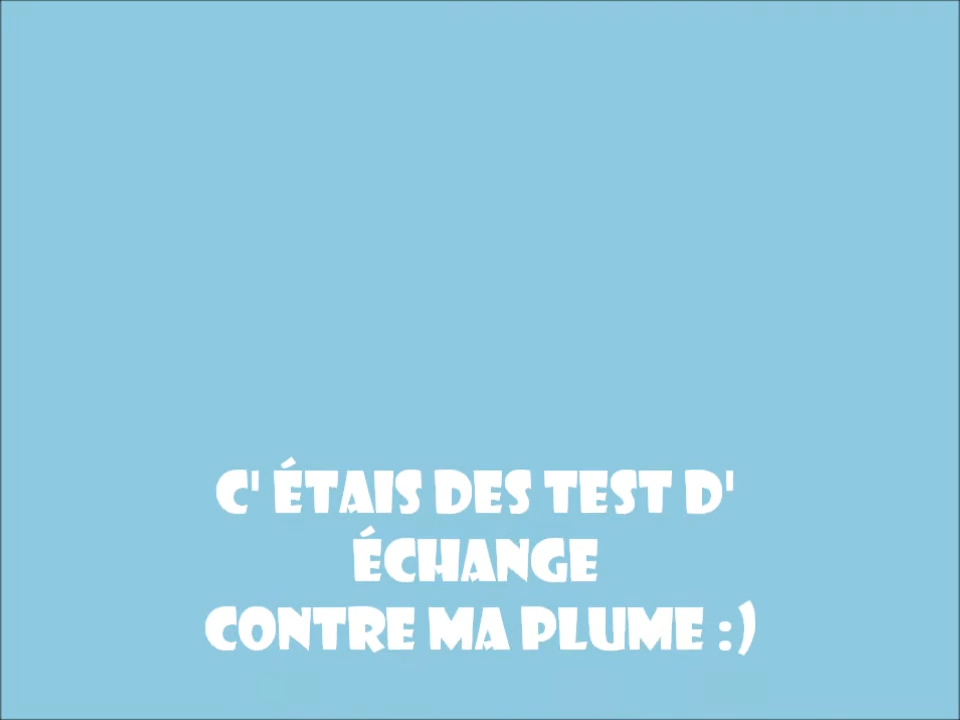 C' ÉTAIS DES TEST D'
ÉCHANGE
CONTRE MA PLUME :)